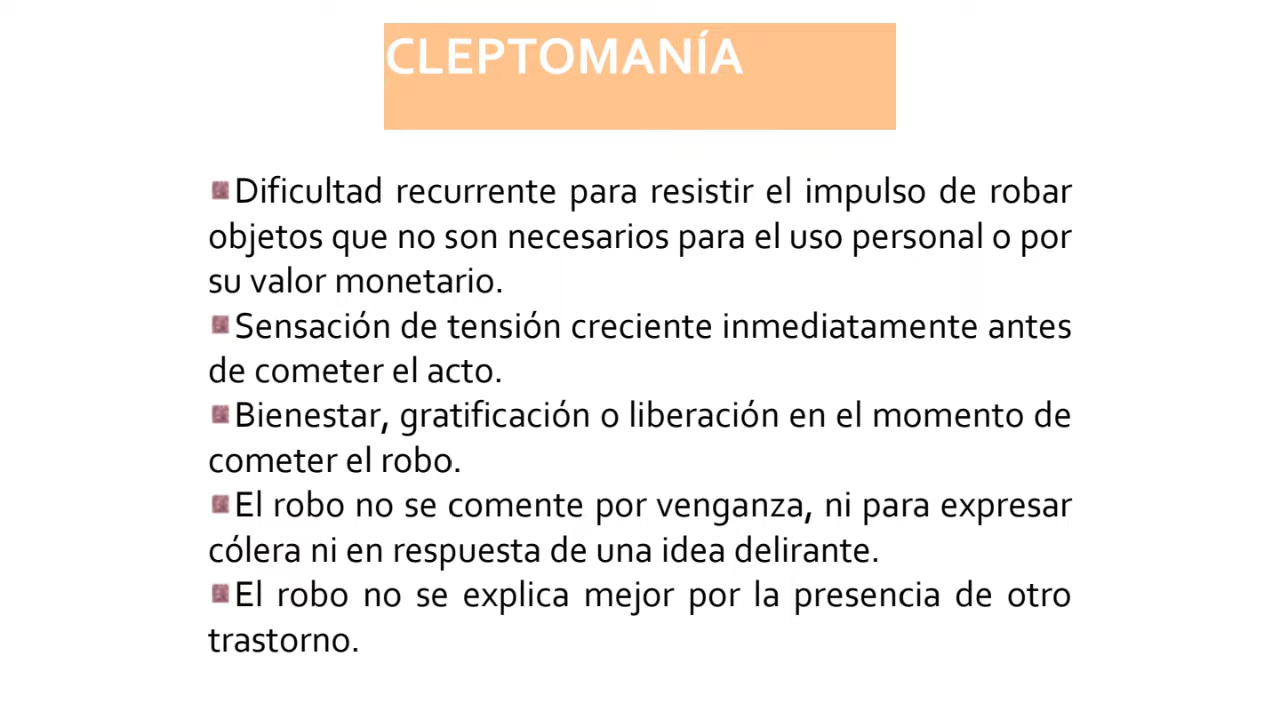 CLEPTOMANÍA
Dificultad recurrente para resistir el impulso de robar
objetos que no son necesarios para el uso personal o por
su valor monetario.
Sensación de tensión creciente inmediatamente antes
de cometer el acto.
Bienestar, gratificación o liberación en el momento de
cometer el robo.
El robo no se comente por venganza, ni para expresar
cólera ni en respuesta de una idea delirante.
El robo no se explica mejor por la presencia de otro
trastorno.